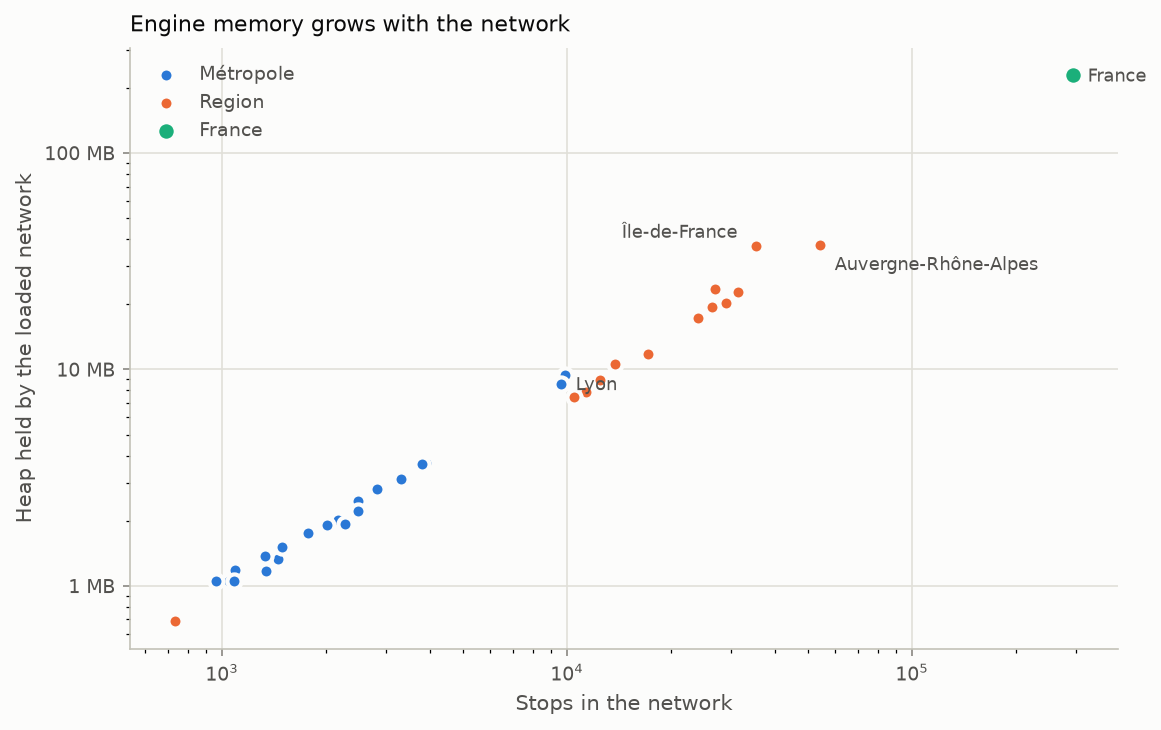 Engine memory grows with the network
Métropole
Region
France
France
100 MB
10 MB
1 MB
Île-de-France
Auvergne-Rhône-Alpes
Lyon
Heap held by the loaded network
10³
10⁴
10⁵
Stops in the network